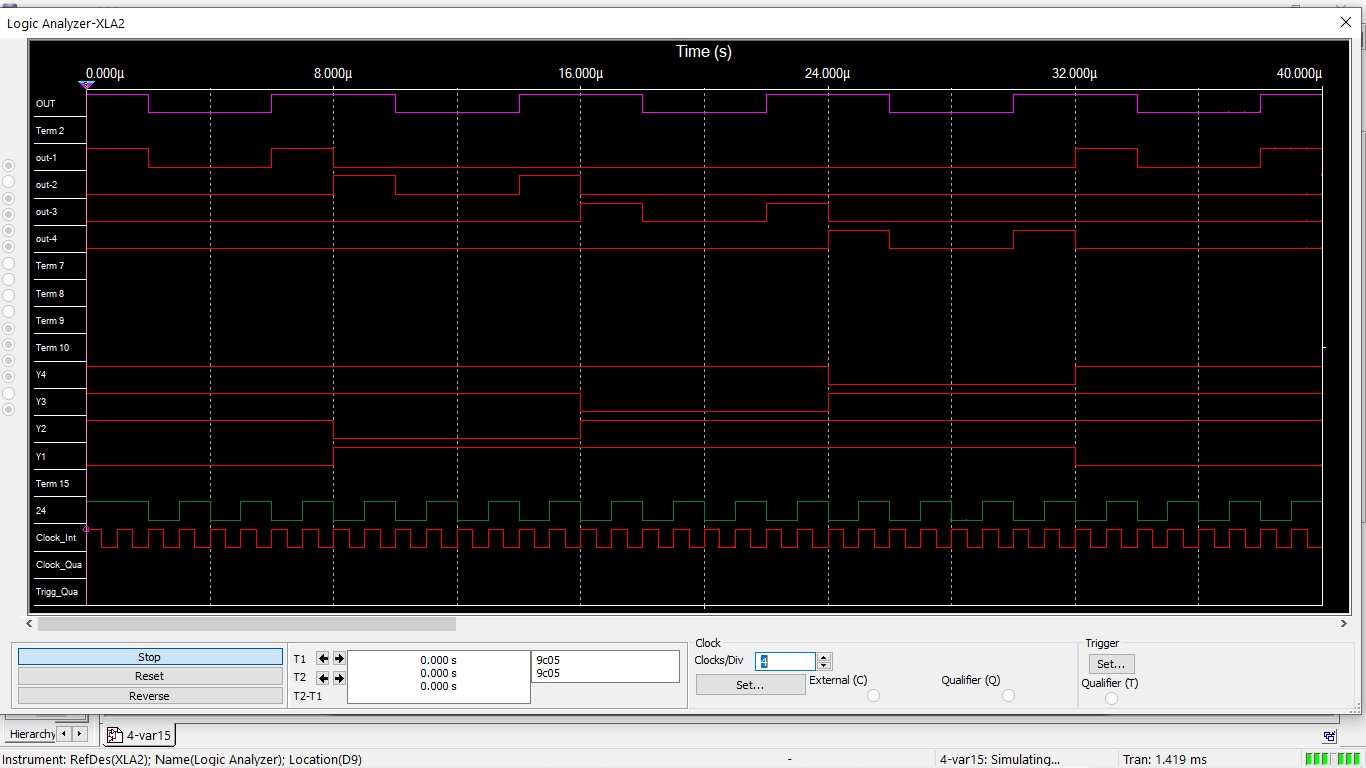 Logic Analyzer-XLA2
Time (s)
0.000µ 8.000µ 16.000µ 24.000µ 32.000µ 40.000µ
OUT
Term 2
out-1
out-2
out-3
out-4
Term 7
Term 8
Term 9
Term 10
Y4
Y3
Y2
Y1
Term 15
24
Clock_Int
Clock_Qua
Trigg_Qua
Stop
Reset
Reverse
T1
T2
T2-T1
0.000 s
0.000 s
0.000 s
9c05
9c05
Clock
Clocks/Div 4
Set...
External (C)
Qualifier (Q)
Trigger
Set...
Qualifier (T)
Hierarchy
4-var15
Instrument: RefDes(XLA2); Name(Logic Analyzer); Location(D9) - 4-var15: Simulating... Tran: 1.419 ms